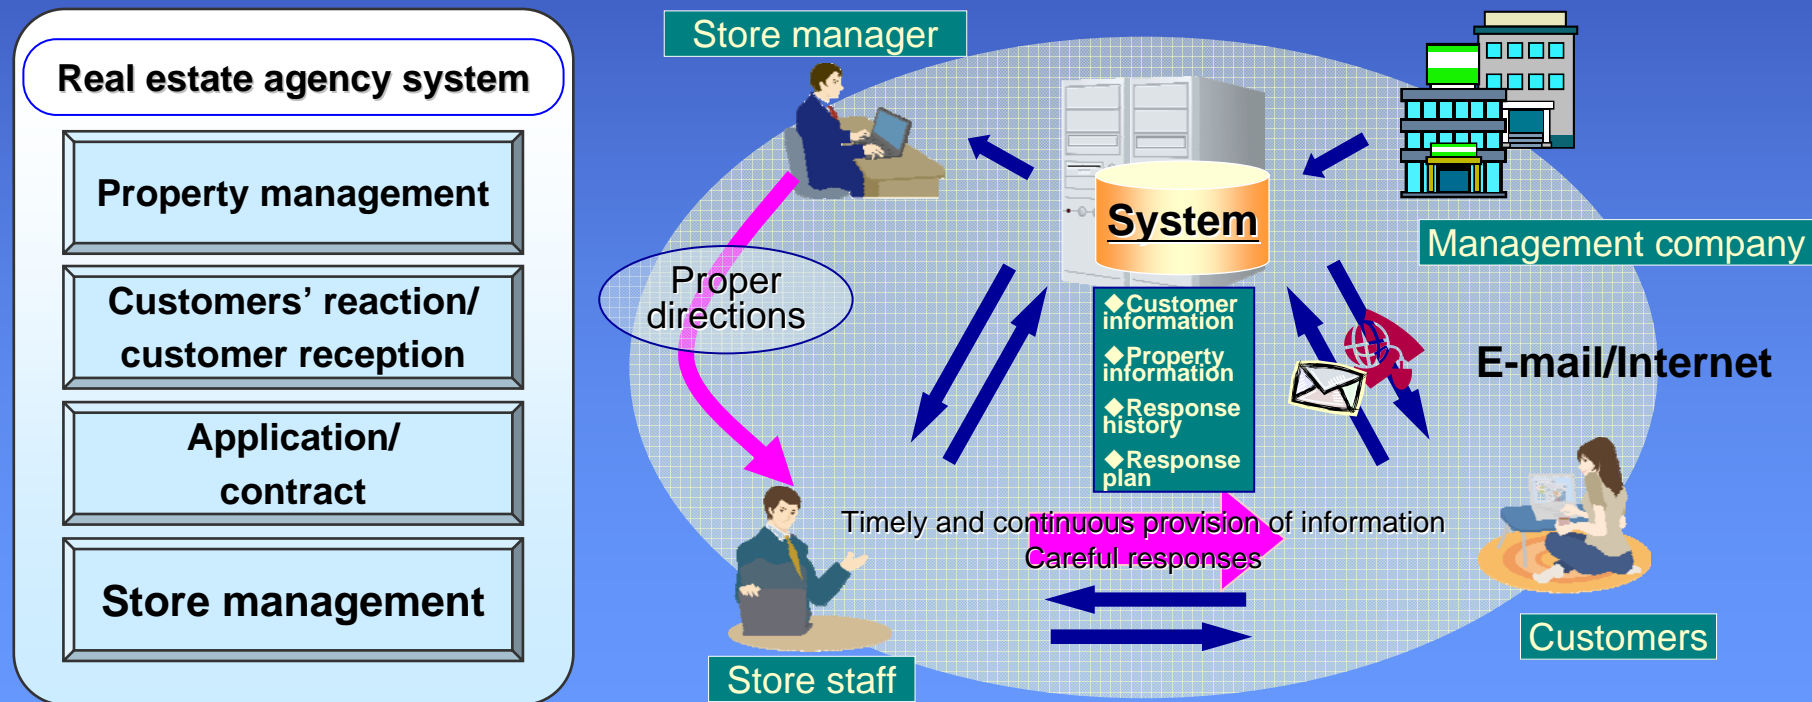 Real estate agency system
Property management
Customers’ reaction/
customer reception
Application/
contract
Store management
Store manager
System
Management company
Proper
directions
◆Customer
information
◆Property
information
◆Response
history
◆Response
plan
E-mail/Internet
Timely and continuous provision of information
Careful responses
Customers
Store staff